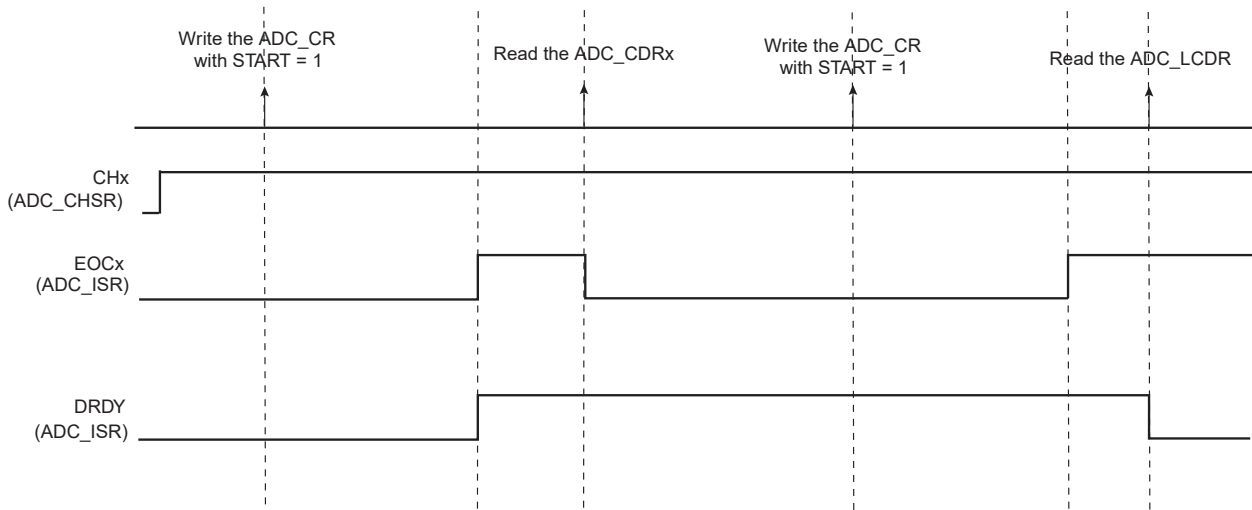 Write the ADC_CR
with START = 1
Read the ADC_CDRx
Write the ADC_CR
with START = 1
Read the ADC_LCDR
CHx
(ADC_CHSR)
EOCx
(ADC_ISR)
DRDY
(ADC_ISR)